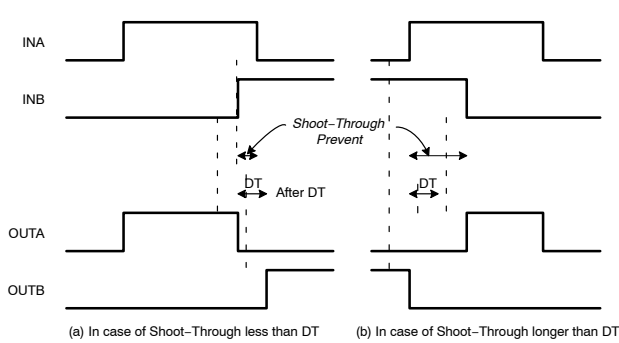 INA
INB
Shoot−Through
Prevent
DT
After DT
DT
OUTA
OUTB
(a) In case of Shoot−Through less than DT
(b) In case of Shoot−Through longer than DT